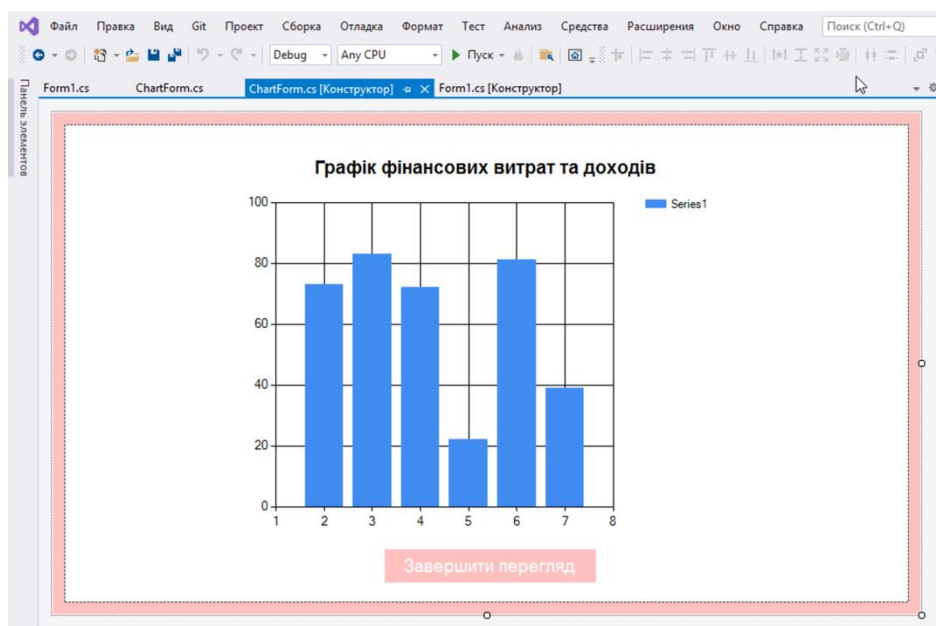 Файл Правка Вид Git Проект Сборка Отладка Формат Тест Анализ Средства Расширения Окно Справка Поиск (Ctrl+Q)
Debug Any CPU Пуск
Form1.cs ChartForm.cs ChartForm.cs [Конструктор] Form1.cs [Конструктор]
Панель элементов
Графік фінансових витрат та доходів
100
Series1
80
60
40
20
0
1 2 3 4 5 6 7 8
Завершити перегляд